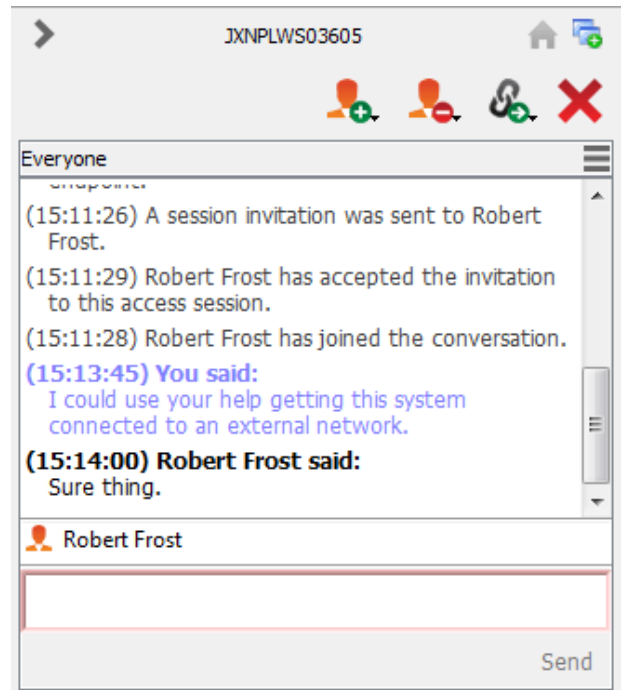 JXNPLWS03605
Everyone
endpoint.
(15:11:26) A session invitation was sent to Robert
Frost.
(15:11:29) Robert Frost has accepted the invitation
to this access session.
(15:11:28) Robert Frost has joined the conversation.
(15:13:45) You said:
I could use your help getting this system
connected to an external network.
(15:14:00) Robert Frost said:
Sure thing.
Robert Frost
Send